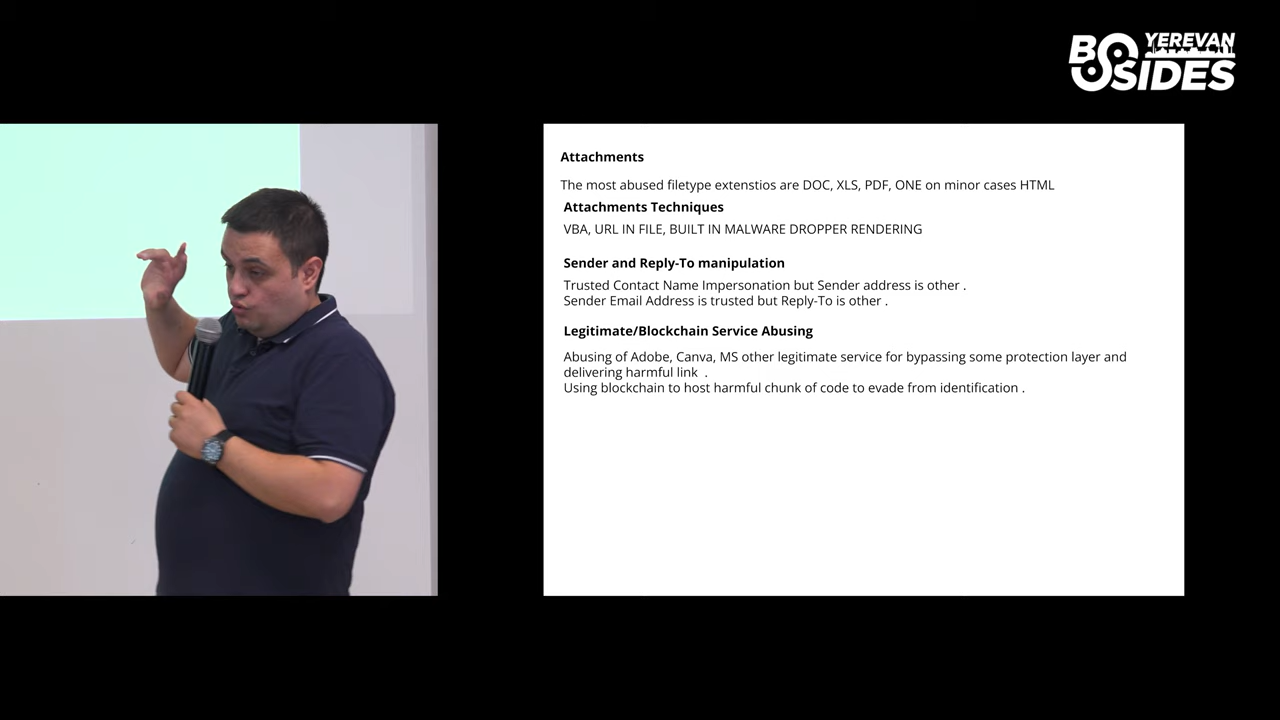 YEREVAN
BSIDES
Attachments
The most abused filetype extenstios are DOC, XLS, PDF, ONE on minor cases HTML
Attachments Techniques
VBA, URL IN FILE, BUILT IN MALWARE DROPPER RENDERING
Sender and Reply-To manipulation
Trusted Contact Name Impersonation but Sender address is other .
Sender Email Address is trusted but Reply-To is other .
Legitimate/Blockchain Service Abusing
Abusing of Adobe, Canva, MS other legitimate service for bypassing some protection layer and
delivering harmful link .
Using blockchain to host harmful chunk of code to evade from identification .